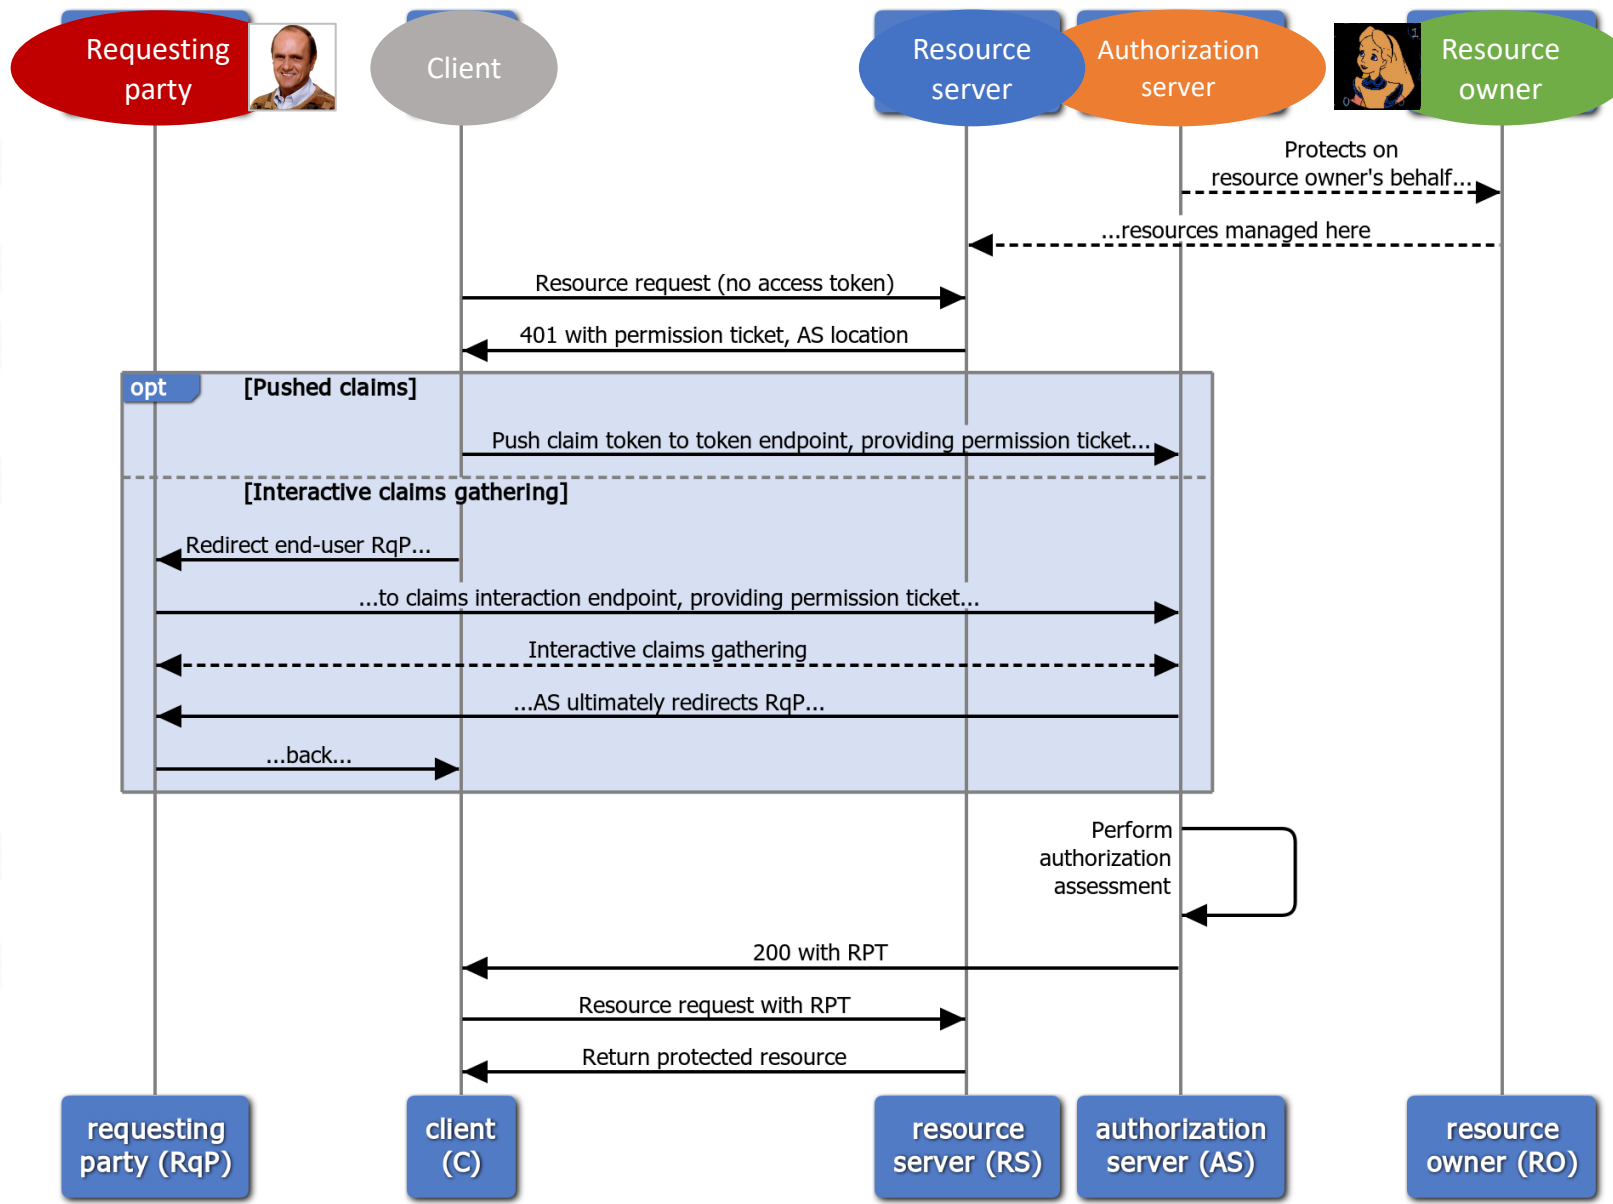 Requesting
party
Client
Resource
server
Authorization
server
Resource
owner
Protects on
resource owner's behalf...
...resources managed here
Resource request (no access token)
401 with permission ticket, AS location
opt
[Pushed claims]
Push claim token to token endpoint, providing permission ticket...
[Interactive claims gathering]
Redirect end-user RqP...
...to claims interaction endpoint, providing permission ticket...
Interactive claims gathering
...AS ultimately redirects RqP...
...back...
Perform
authorization
assessment
200 with RPT
Resource request with RPT
Return protected resource
requesting
party (RqP)
client
(C)
resource
server (RS)
authorization
server (AS)
resource
owner (RO)